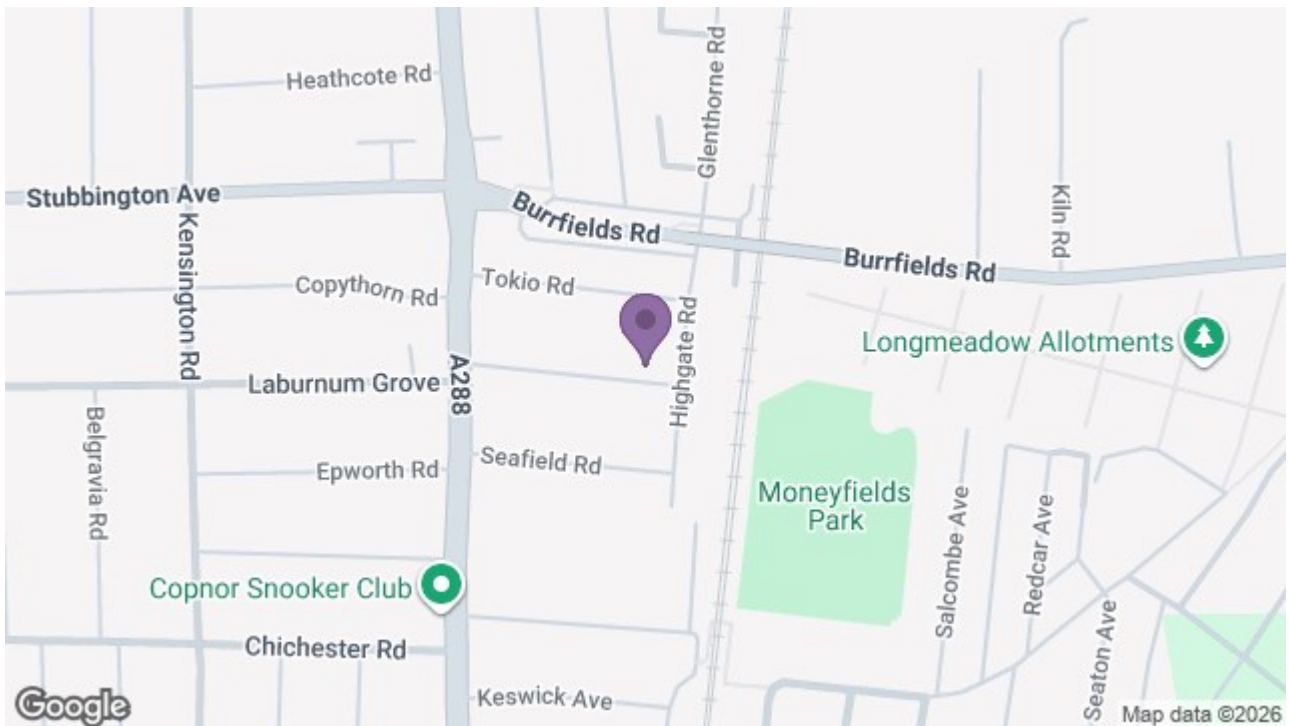 Heathcote Rd
Glenthorne Rd
Stubbington Ave
Kensington Rd
Burrfields Rd
Kiln Rd
Burrfields Rd
Copythorn Rd
Tokio Rd
Highgate Rd
Longmeadow Allotments
Laburnum Grove
A288
Belgravia Rd
Epworth Rd
Seafield Rd
Moneyfields
Park
Salcombe Ave
Redcar Ave
Copnor Snooker Club
Seaton Ave
Chichester Rd
Keswick Ave
Google
Map data ©2026